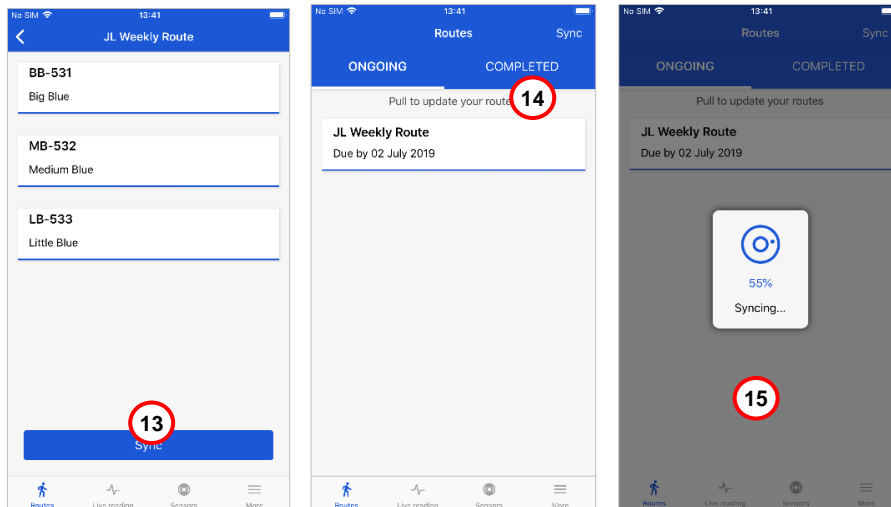 No SIM 13:41
JL Weekly Route
BB-531
Big Blue
MB-532
Medium Blue
LB-533
Little Blue
13
Sync
Routes Live reading Sensors More
No SIM 13:41
Routes Sync
ONGOING COMPLETED
Pull to update your route
14
JL Weekly Route
Due by 02 July 2019
Routes Live reading Sensors More
No SIM 13:41
Routes Sync
ONGOING COMPLETED
Pull to update your routes
JL Weekly Route
Due by 02 July 2019
55%
Syncing...
15
Routes Live reading Sensors More